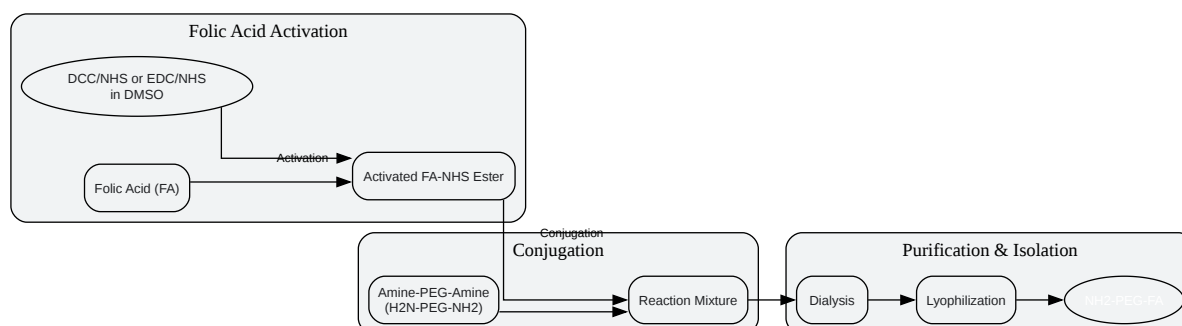 Folic Acid Activation
DCC/NHS or EDC/NHS
in DMSO
Activation
Folic Acid (FA)
Activated FA-NHS Ester
Conjugation
Conjugation
Amine-PEG-Amine
(H2N-PEG-NH2)
Reaction Mixture
Purification & Isolation
Dialysis
Lyophilization
NH2-PEG-FA